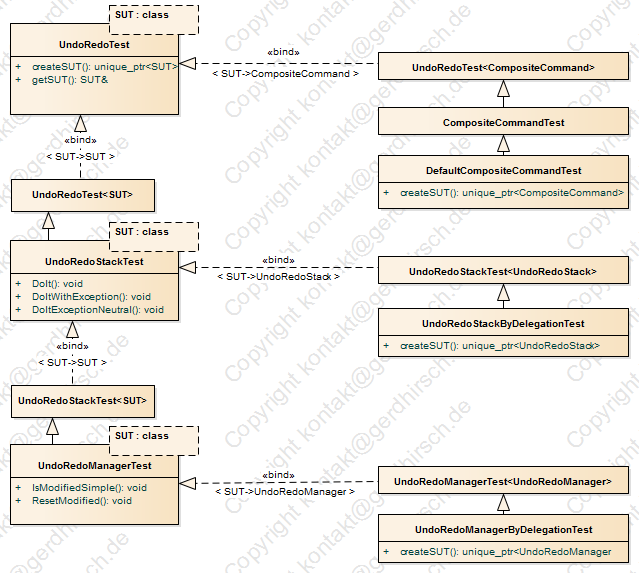 SUT : class
UndoRedoTest
+ createSUT(): unique_ptr<SUT>
+ getSUT(): SUT&
«bind»
< SUT->CompositeCommand >
UndoRedoTest<CompositeCommand>
CompositeCommandTest
DefaultCompositeCommandTest
+ createSUT(): unique_ptr<CompositeCommand>
«bind»
< SUT->SUT >
UndoRedoTest<SUT>
SUT : class
UndoRedoStackTest
+ DoIt(): void
+ DoItWithException(): void
+ DoItExceptionNeutral(): void
«bind»
< SUT->UndoRedoStack >
UndoRedoStackTest<UndoRedoStack>
UndoRedoStackByDelegationTest
+ createSUT(): unique_ptr<UndoRedoStack>
«bind»
< SUT->SUT >
UndoRedoStackTest<SUT>
SUT : class
UndoRedoManagerTest
+ IsModifiedSimple(): void
+ ResetModified(): void
«bind»
< SUT->UndoRedoManager >
UndoRedoManagerTest<UndoRedoManager>
UndoRedoManagerByDelegationTest
+ createSUT(): unique_ptr<UndoRedoManager
Copyright kontakt@gerdhirsch.de